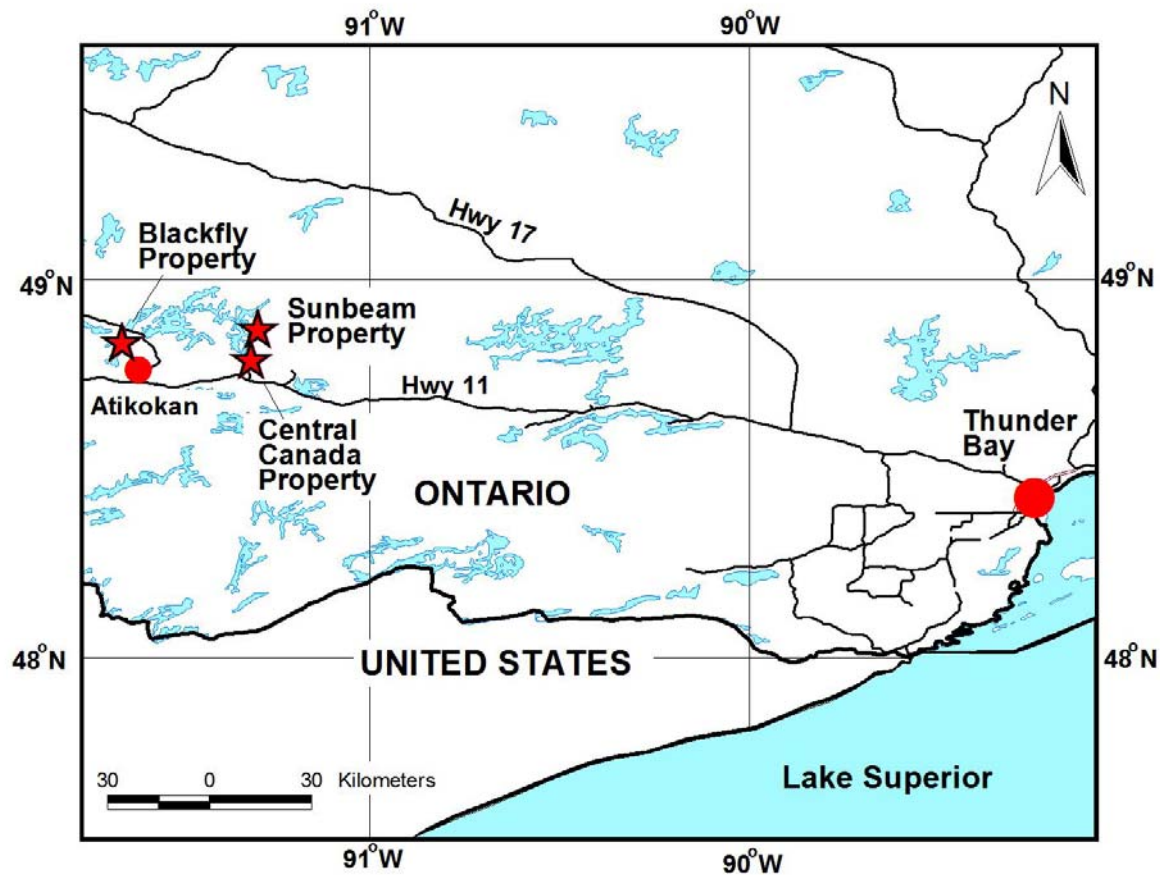 91°W 90°W
N
Hwy 17
Blackfly
Property
49°N 49°N
Sunbeam
Property
Hwy 11
Atikokan
Thunder
Bay
Central
Canada
Property
ONTARIO
48°N UNITED STATES 48°N
30 0 30 Kilometers
Lake Superior
91°W 90°W